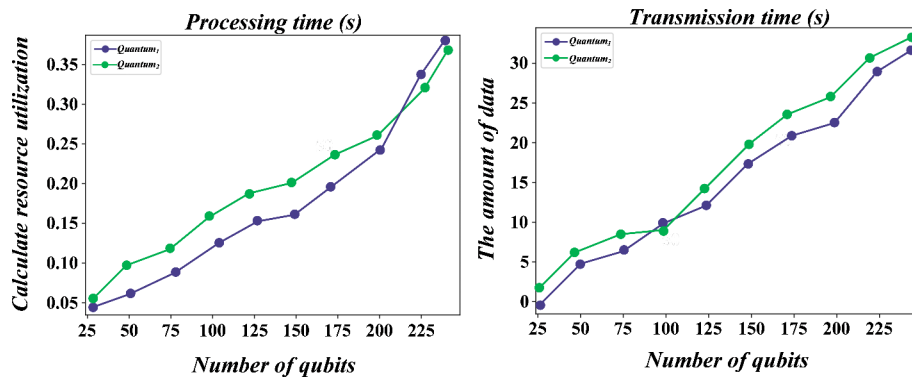 Processing time (s)
Calculate resource utilization
0.35
0.30
0.25
0.20
0.15
0.10
0.05
Quantum₁
Quantum₂
25 50 75 100 125 150 175 200 225
Number of qubits
Transmission time (s)
The amount of data
30
25
20
15
10
5
0
Quantum₁
Quantum₂
25 50 75 100 125 150 175 200 225
Number of qubits